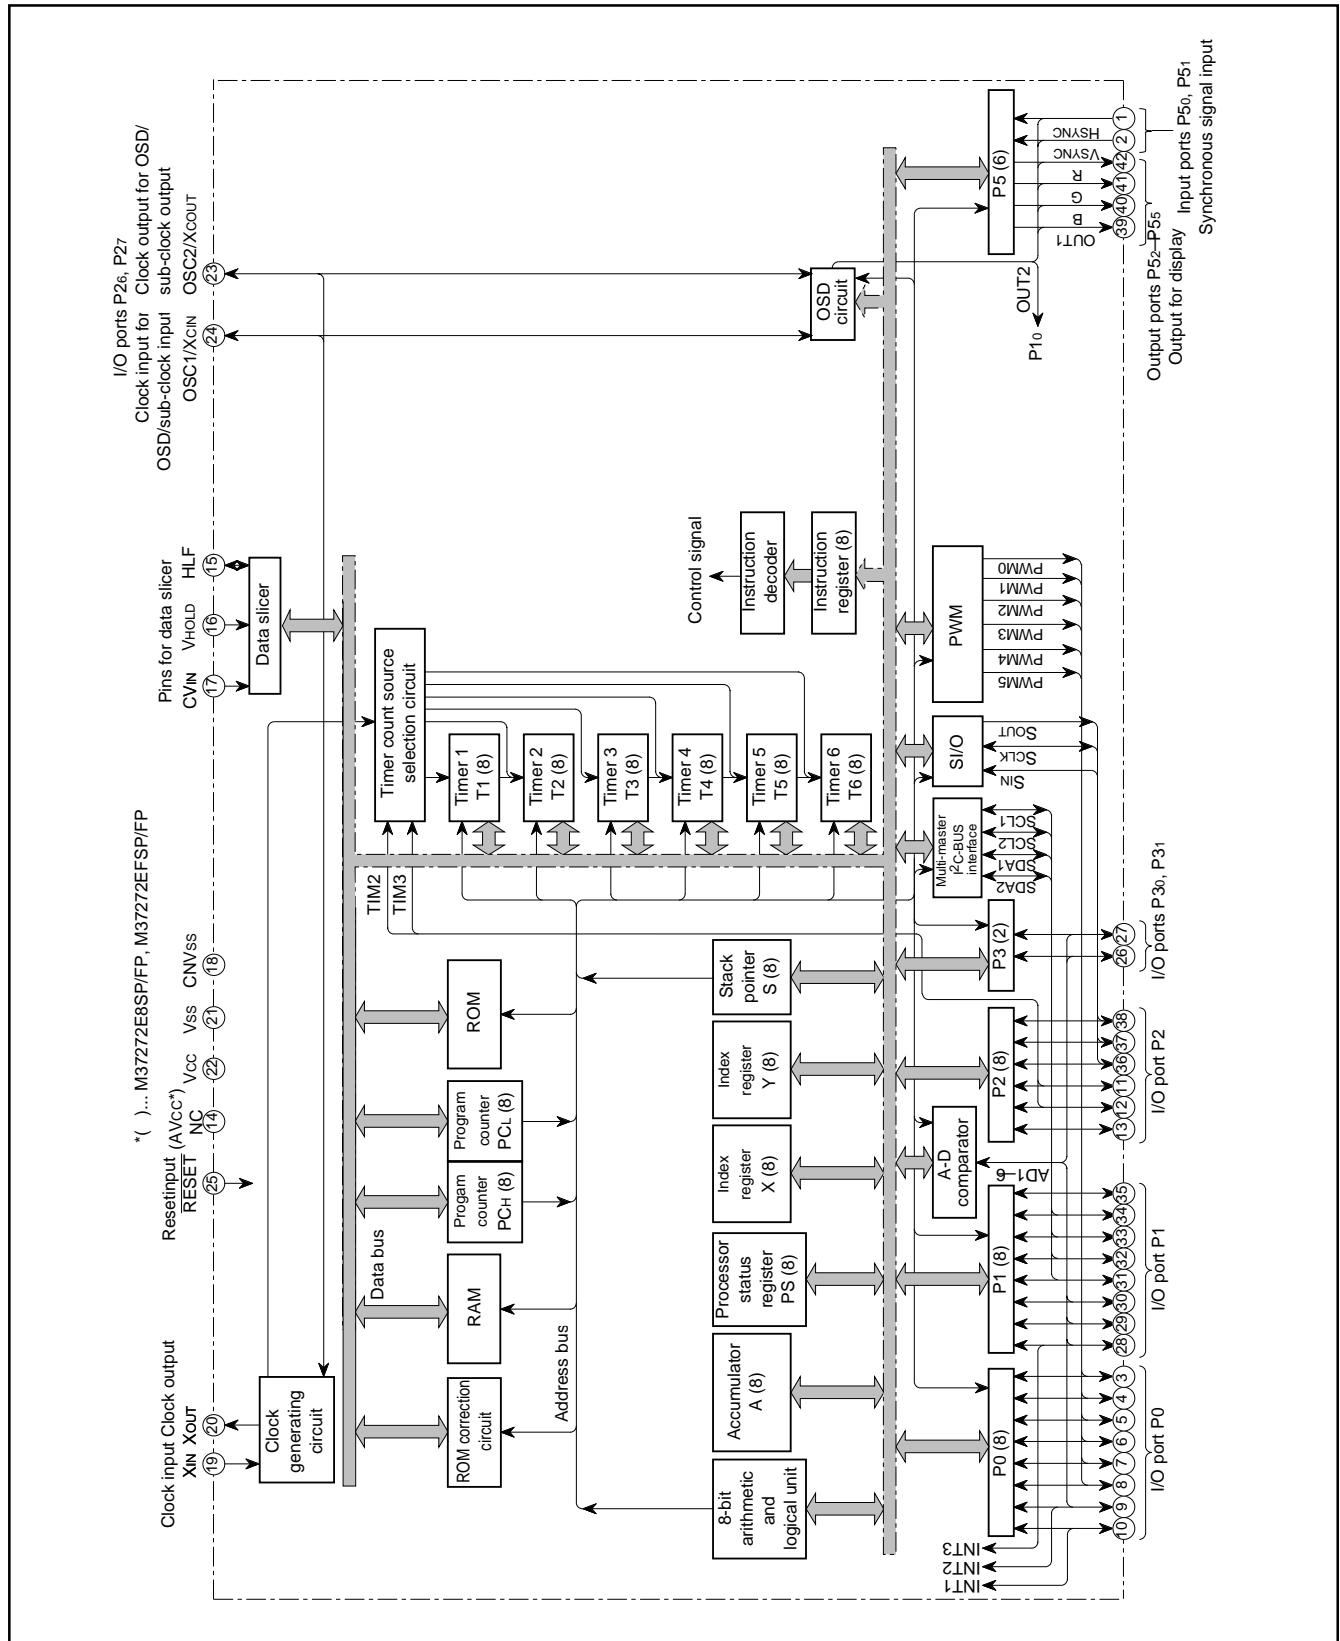 Clock input Clock output
XIN XOUT
19
20
Resetinput
RESET
25
(AVCC*)
NC
14
VCC
22
VSS
21
CNVSS
18
*( )... M37272E8SP/FP, M37272EFSP/FP
Pins for data slicer
CVIN VHOLD HLF
17
16
15
I/O ports P26, P27
Clock input for
OSD/sub-clock input
OSC1/XCIN
24
Clock output for OSD/
sub-clock output
OSC2/XCOUT
23
Clock
generating
circuit
Data slicer
Data bus
ROM correction
circuit
RAM
Progam
counter
PCH (8)
Program
counter
PCL (8)
ROM
TIM2
TIM3
Timer count source
selection circuit
Timer 1
T1 (8)
Timer 2
T2 (8)
Timer 3
T3 (8)
Timer 4
T4 (8)
Timer 5
T5 (8)
Timer 6
T6 (8)
Address bus
8-bit
arithmetic
and
logical unit
Accumulator
A (8)
Processor
status
register
PS (8)
Index
register
X (8)
Index
register
Y (8)
Stack
pointer
S (8)
Control signal
Instruction
decoder
Instruction
register (8)
OSD
circuit
P0 (8)
P1 (8)
A-D
comparator
P2 (8)
P3 (2)
Multi-master
I2C-BUS
interface
SI/O
PWM
P5 (6)
INT1
INT2
INT3
AD1–6
SDA2
SDA1
SCL2
SCL1
SIN
SCLK
SOUT
PWM5
PWM4
PWM3
PWM2
PWM1
PWM0
P10
OUT2
OUT1
B
G
R
VSYNC
HSYNC
10
9
8
7
6
5
4
3
I/O port P0
28
29
30
31
32
33
34
35
I/O port P1
13
12
11
36
37
38
I/O port P2
26
27
I/O ports P30, P31
39
40
41
42
2
1
Output ports P52–P55
Output for display
Input ports P50, P51
Synchronous signal input